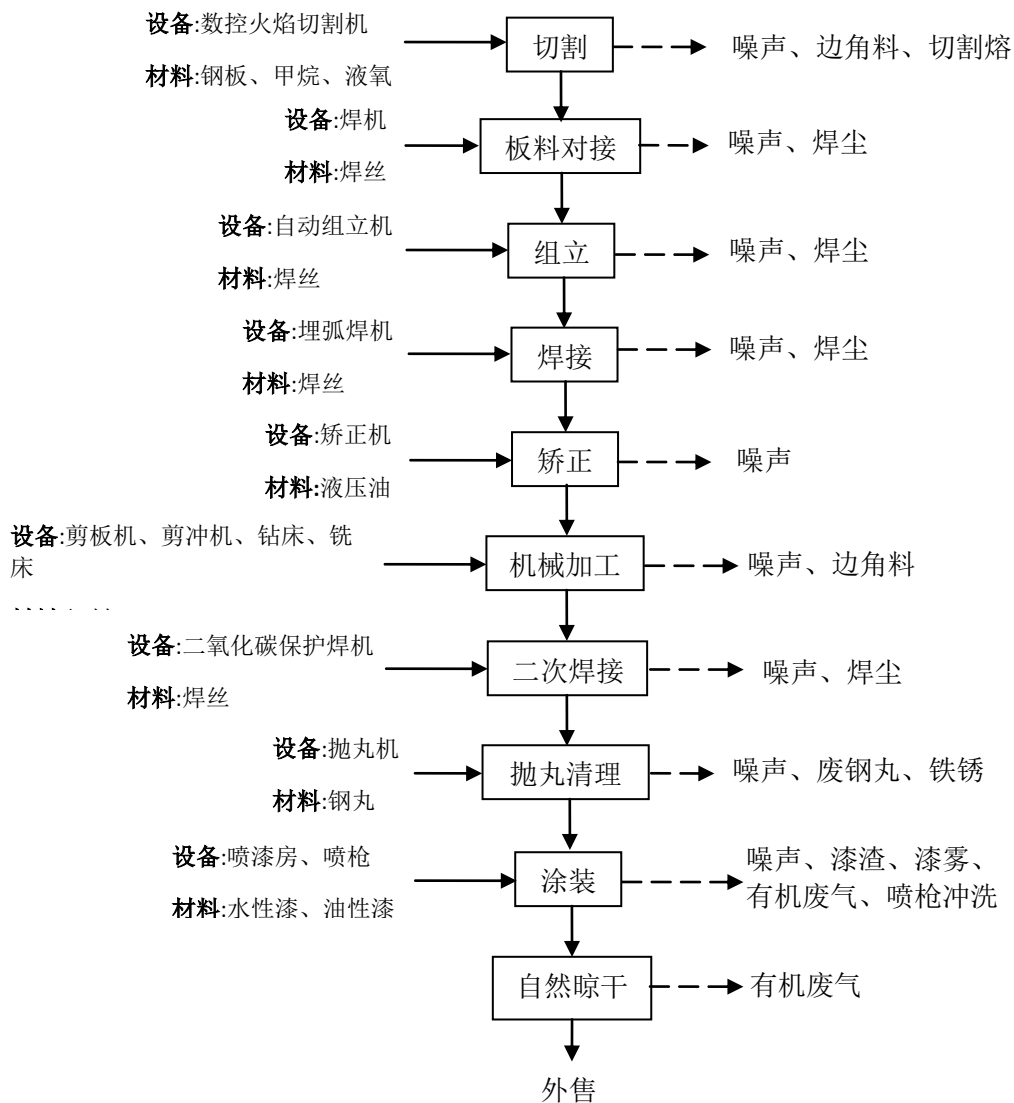 设备:数控火焰切割机
材料:钢板、甲烷、液氧
切割
噪声、边角料、切割熔
设备:焊机
材料:焊丝
板料对接
噪声、焊尘
设备:自动组立机
材料:焊丝
组立
噪声、焊尘
设备:埋弧焊机
材料:焊丝
焊接
噪声、焊尘
设备:矫正机
材料:液压油
矫正
噪声
设备:剪板机、剪冲机、钻床、铣
床
机械加工
噪声、边角料
设备:二氧化碳保护焊机
材料:焊丝
二次焊接
噪声、焊尘
设备:抛丸机
材料:钢丸
抛丸清理
噪声、废钢丸、铁锈
设备:喷漆房、喷枪
材料:水性漆、油性漆
涂装
噪声、漆渣、漆雾、
有机废气、喷枪冲洗
自然晾干
有机废气
外售